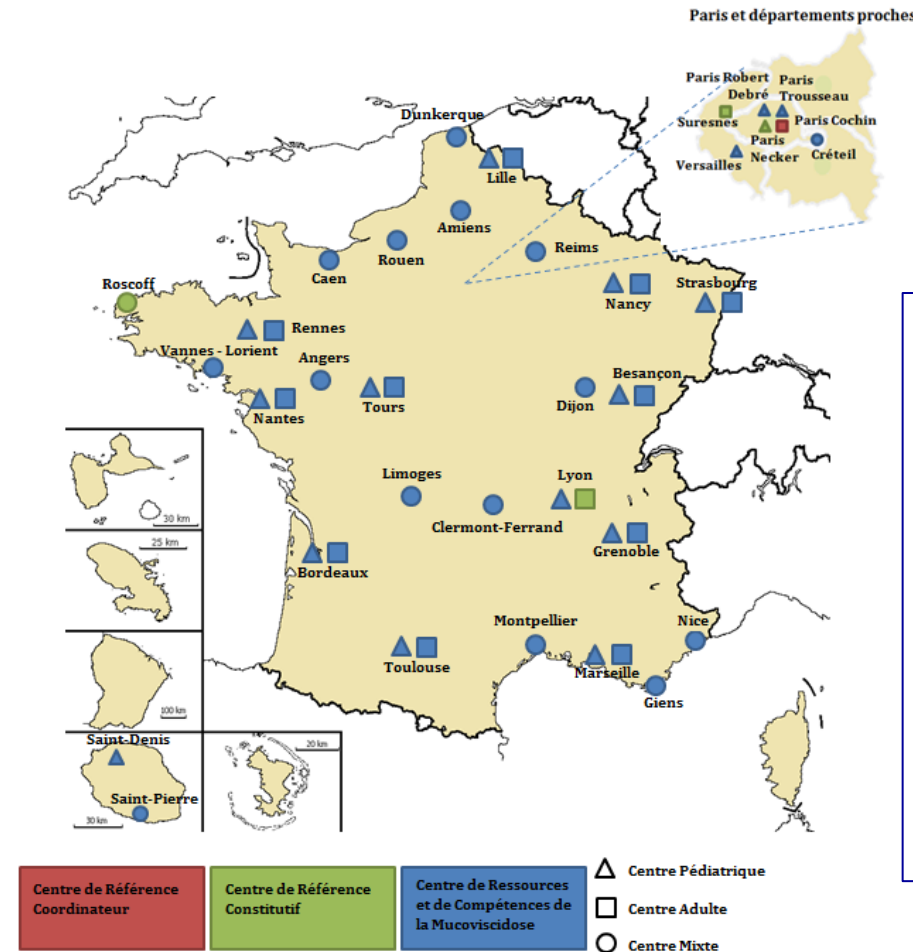 Paris et départements proches
Paris Robert
Debré
Paris
Trousseau
Suresnes
Paris Cochin
Paris
Necker
Versailles
Créteil
Dunkerque
Lille
Amiens
Rouen
Reims
Caen
Roscoff
Nancy
Strasbourg
Rennes
Vannes - Lorient
Angers
Besançon
Nantes
Tours
Dijon
Limoges
Lyon
Clermont-Ferrand
30 km
25 km
Grenoble
Bordeaux
Montpellier
Nice
Toulouse
Marseille
Giens
100 km
Saint-Denis
20 km
Saint-Pierre
30 km
Centre de Référence
Coordinateur
Centre de Référence
Constitutif
Centre de Ressources
et de Compétences de
la Mucoviscidose
Centre Pédiatrique
Centre Adulte
Centre Mixte